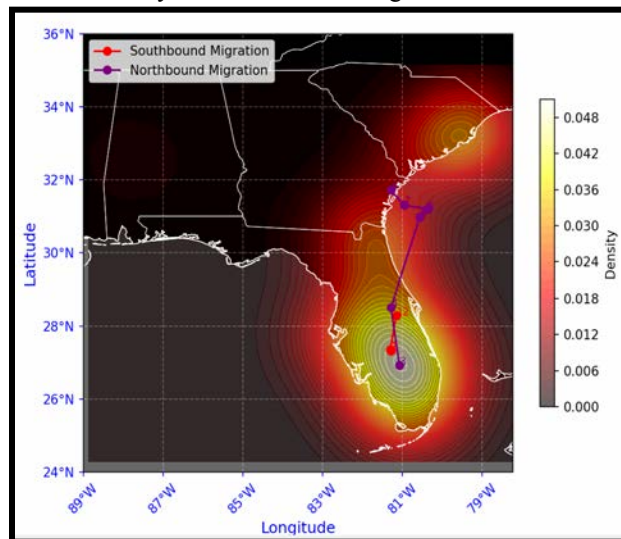 36°N
34°N
32°N
30°N
28°N
26°N
24°N
Latitude
Southbound Migration
Northbound Migration
0.048
0.042
0.036
0.030
0.024
0.018
0.012
0.006
0.000
Density
89°W
87°W
85°W
83°W
81°W
79°W
Longitude